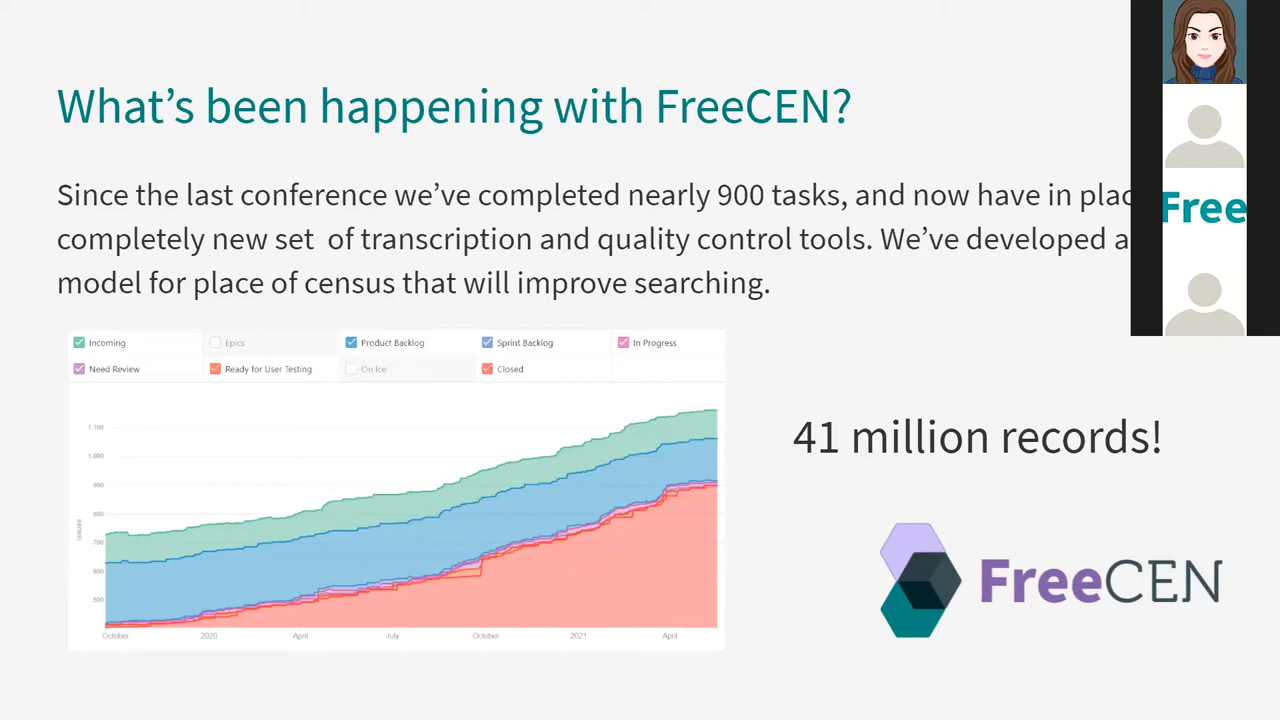 What's been happening with FreeCEN?
Since the last conference we've completed nearly 900 tasks, and now have in plac
completely new set of transcription and quality control tools. We've developed a
model for place of census that will improve searching.
Free
Incoming
Epics
Product Backlog
Sprint Backlog
In Progress
Need Review
Ready for User Testing
On Ice
Closed
1,100
1,000
900
800
700
600
500
Issues
October
2020
April
July
October
2021
April
41 million records!
FreeCEN